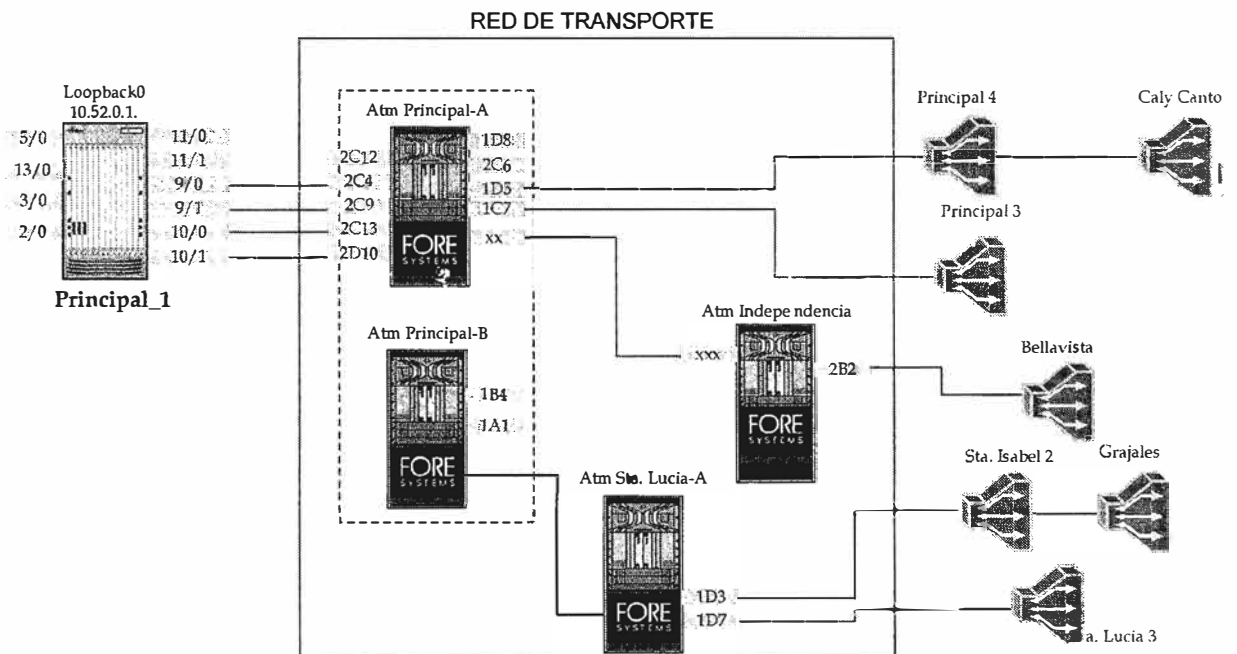 RED DE TRANSPORTE
Loopback0
10.52.0.1.
5/0
13/0
3/0
2/0
11/0
11/1
9/0
9/1
10/0
10/1
Principal_1
Atm Principal-A
2C12
2C4
2C9
2C13
2D10
1D8
2C6
1D5
1C7
xx
FORE
SYSTEMS
Atm Principal-B
1B4
1A1
FORE
SYSTEMS
Atm Independencia
xxx
2B2
FORE
Atm Sta. Lucia-A
1D3
1D7
FORE
SYSTEMS
Principal 4
Caly Canto
Principal 3
Bellavista
Sta. Isabel 2
Grajales
a. Lucia 3